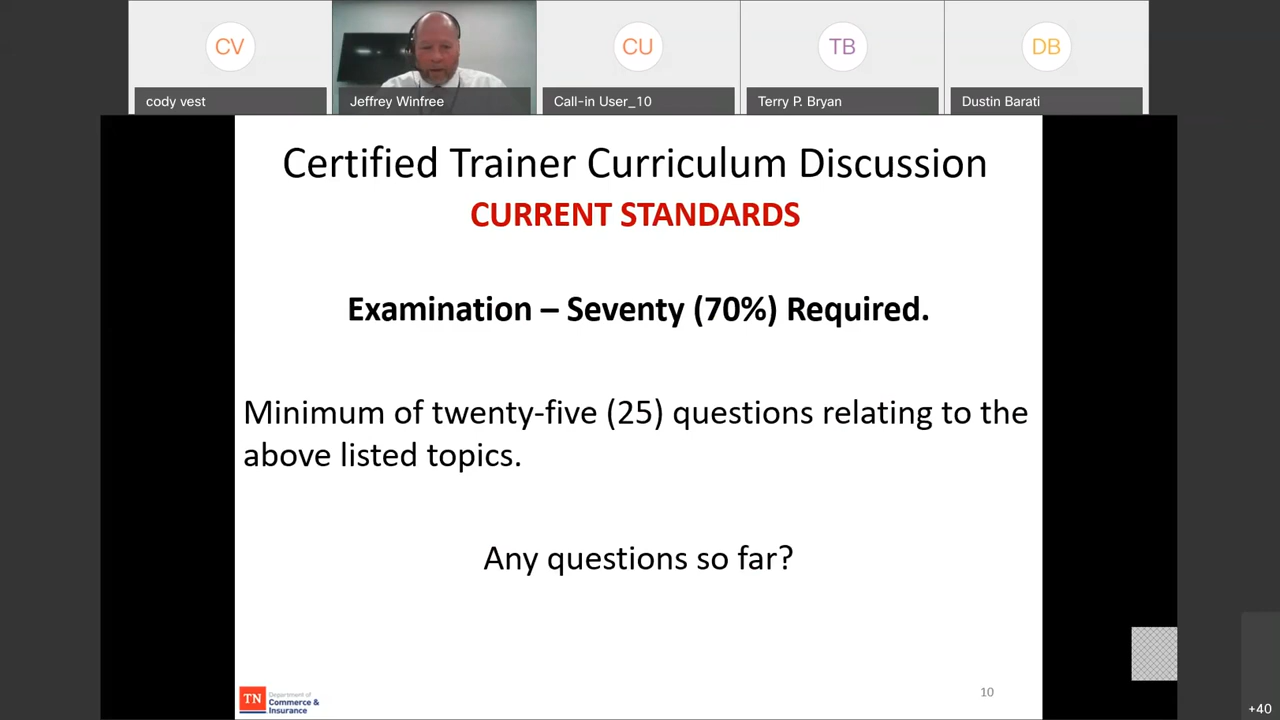 CV
CU
TB
DB
cody vest
Jeffrey Winfree
Call-in User_10
Terry P. Bryan
Dustin Barati
Certified Trainer Curriculum Discussion
CURRENT STANDARDS
Examination – Seventy (70%) Required.
Minimum of twenty-five (25) questions relating to the
above listed topics.
Any questions so far?
TN
Department of
Commerce &
Insurance
10
+40